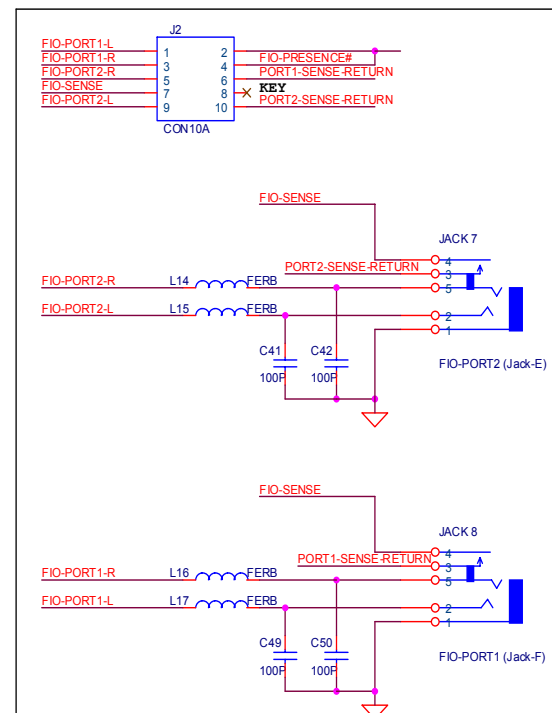 J2
FIO-PORT1-L 1 2
FIO-PORT1-R 3 4 FIO-PRESENCE#
FIO-PORT2-R 5 6 PORT1-SENSE-RETURN
FIO-SENSE 7 8 KEY
FIO-PORT2-L 9 10 PORT2-SENSE-RETURN
CON10A
FIO-SENSE
JACK 7
4
PORT2-SENSE-RETURN 3
FIO-PORT2-R L14 FERB 5
FIO-PORT2-L L15 FERB 2
1
C41 C42
100P 100P
FIO-PORT2 (Jack-E)
FIO-SENSE
JACK 8
4
PORT1-SENSE-RETURN 3
FIO-PORT1-R L16 FERB 5
FIO-PORT1-L L17 FERB 2
1
C49 C50
100P 100P
FIO-PORT1 (Jack-F)